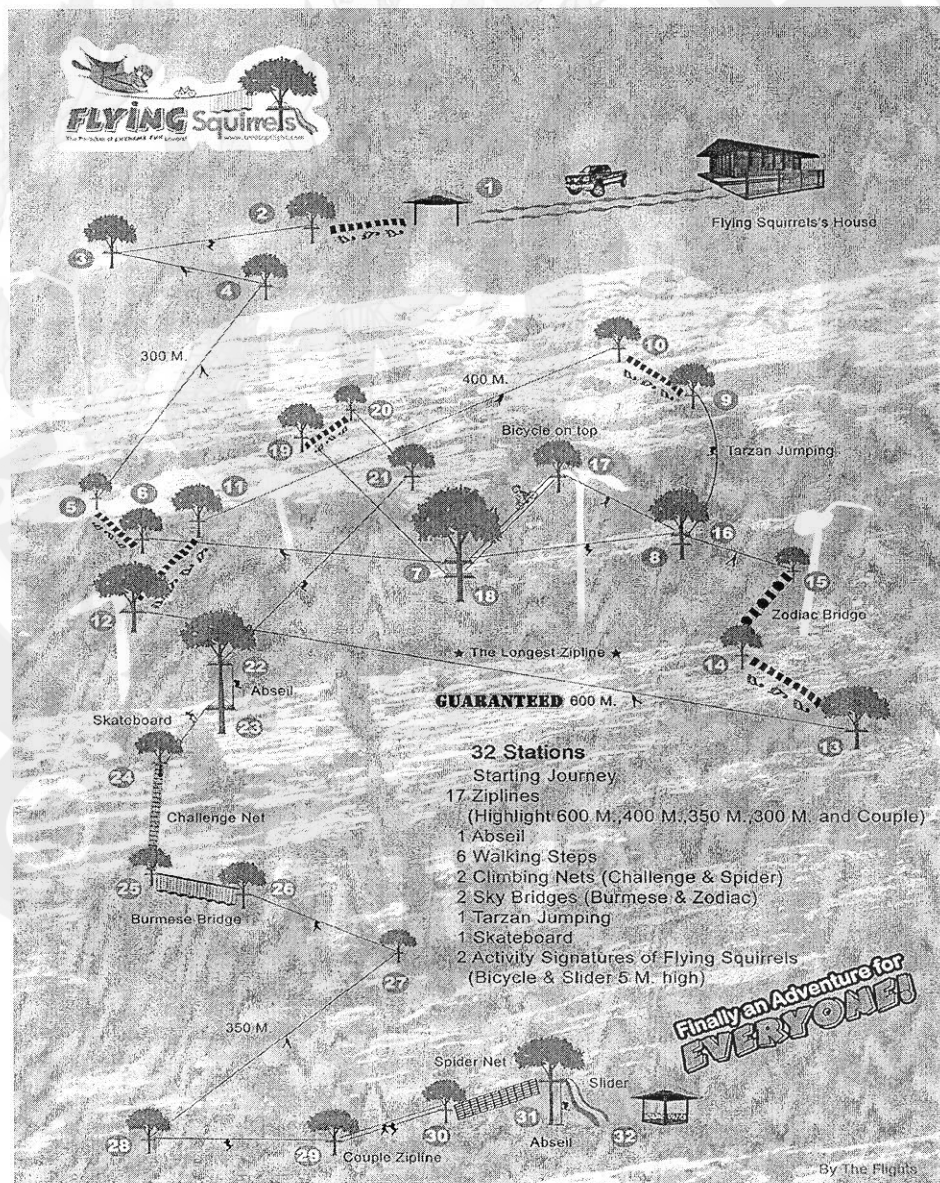 FLYING Squirrels
1
2
Flying Squirrels's House
3
4
300 M.
10
400 M.
9
20
19
Bicycle on top
Tarzan Jumping
17
21
11
5
6
16
7
8
15
18
12
Zodiac Bridge
★ The Longest Zipline ★
14
22
Abseil
GUARANTEED 600 M.
Skateboard
23
13
24
32 Stations
Starting Journey
17 Ziplines
(Highlight 600 M.,400 M.,350 M.,300 M. and Couple)
1 Abseil
6 Walking Steps
2 Climbing Nets (Challenge & Spider)
2 Sky Bridges (Burmese & Zodiac)
1 Tarzan Jumping
1 Skateboard
2 Activity Signatures of Flying Squirrels
(Bicycle & Slider 5 M. high)
Challenge Net
25
26
Burmese Bridge
27
Finally an Adventure for
EVERYONE!
350 M.
Spider Net
Slider
28
29
Couple Zipline
30
31
Abseil
32
By The Flights